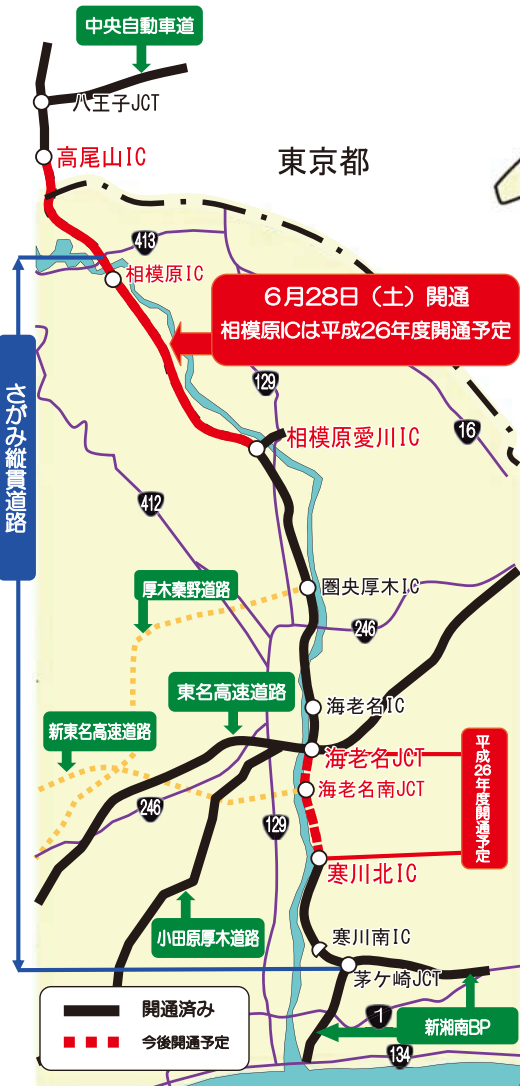 中央自動車道
八王子JCT
高尾山IC
東京都
413
相模原IC
6月28日（土）開通
相模原ICは平成26年度開通予定
129
さがみ縦貫道路
16
相模原愛川IC
412
圏央厚木IC
厚木秦野道路
246
東名高速道路
海老名IC
新東名高速道路
海老名JCT
平成26年度開通予定
海老名南JCT
246
129
寒川北IC
小田原厚木道路
寒川南IC
茅ケ崎JCT
開通済み
今後開通予定
1
新湘南BP
134